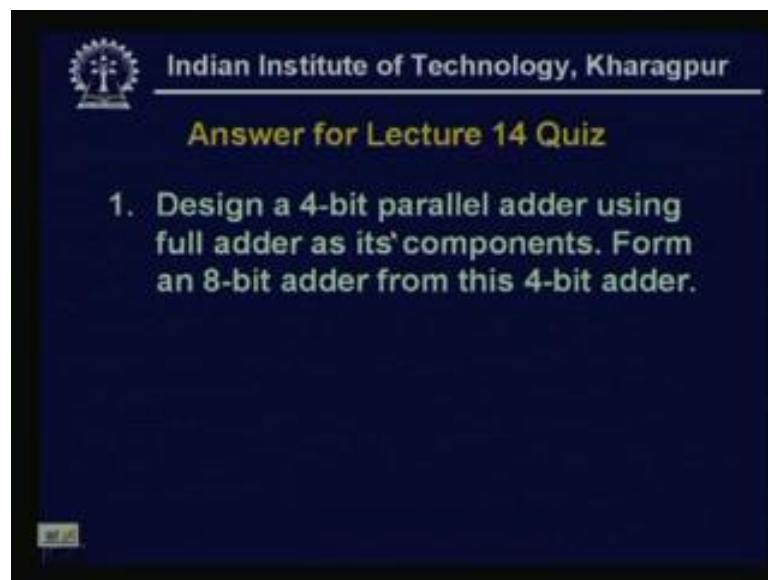 Indian Institute of Technology, Kharagpur
Answer for Lecture 14 Quiz
1. Design a 4-bit parallel adder using
full adder as its components. Form
an 8-bit adder from this 4-bit adder.